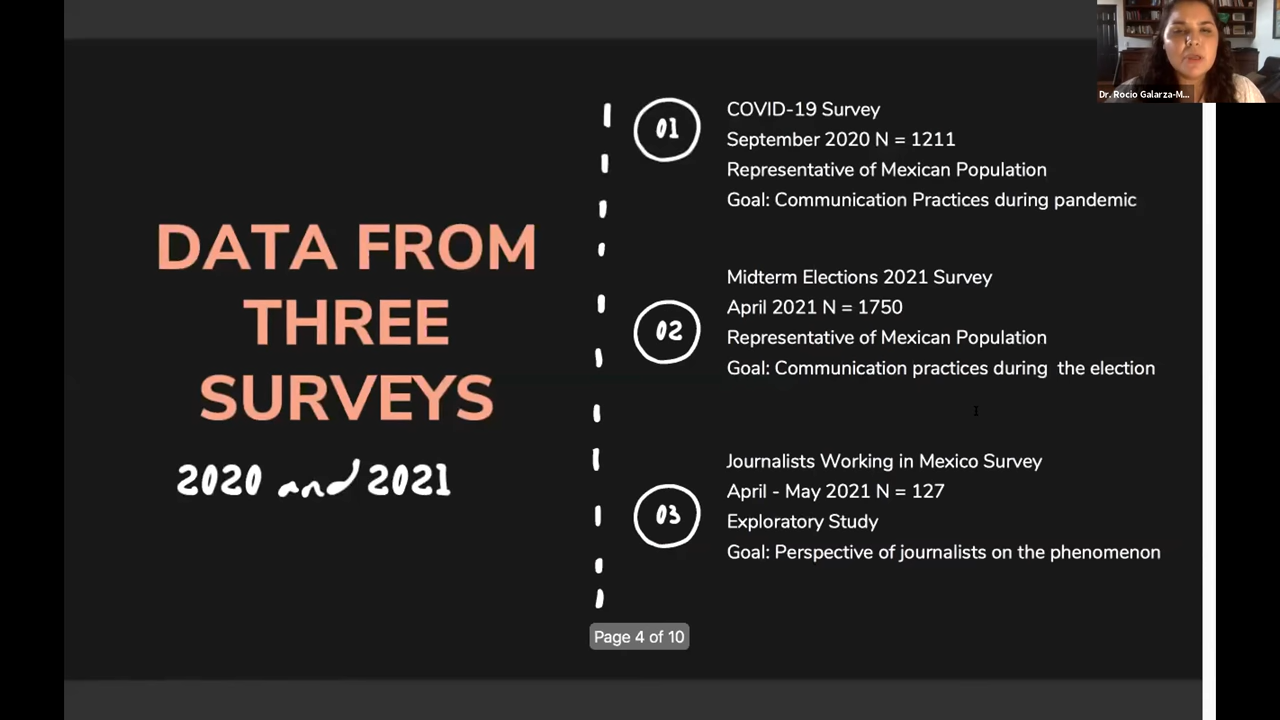 Dr. Rocio Galarza-M...
DATA FROM
THREE
SURVEYS
2020 and 2021
01
COVID-19 Survey
September 2020 N = 1211
Representative of Mexican Population
Goal: Communication Practices during pandemic
02
Midterm Elections 2021 Survey
April 2021 N = 1750
Representative of Mexican Population
Goal: Communication practices during  the election
03
Journalists Working in Mexico Survey
April - May 2021 N = 127
Exploratory Study
Goal: Perspective of journalists on the phenomenon
Page 4 of 10